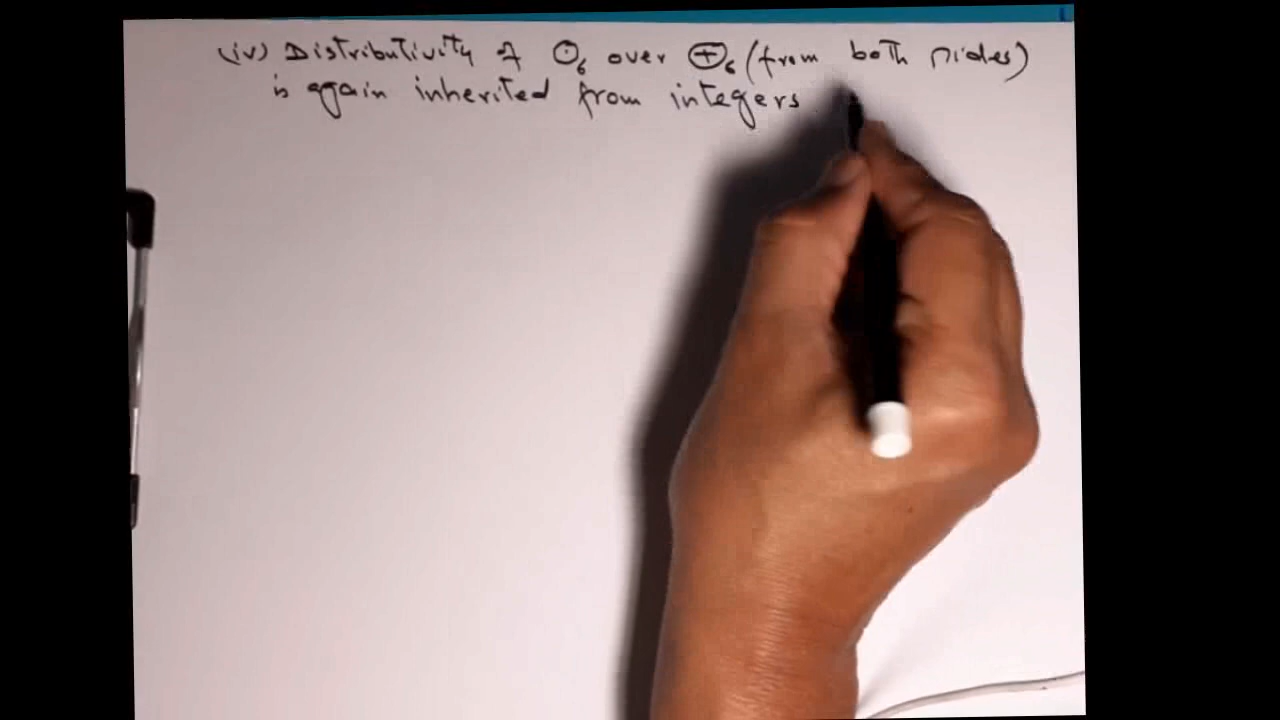 (iv) Distributivity of ⊙₆ over ⊕₆ (from both sides)
is again inherited from integers.